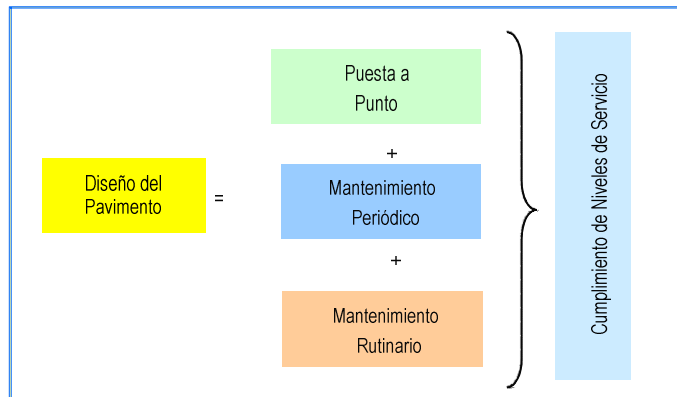 Puesta a
Punto
+
Diseño del
Pavimento
=
Mantenimiento
Periódico
+
Mantenimiento
Rutinario
Cumplimiento de Niveles de Servicio